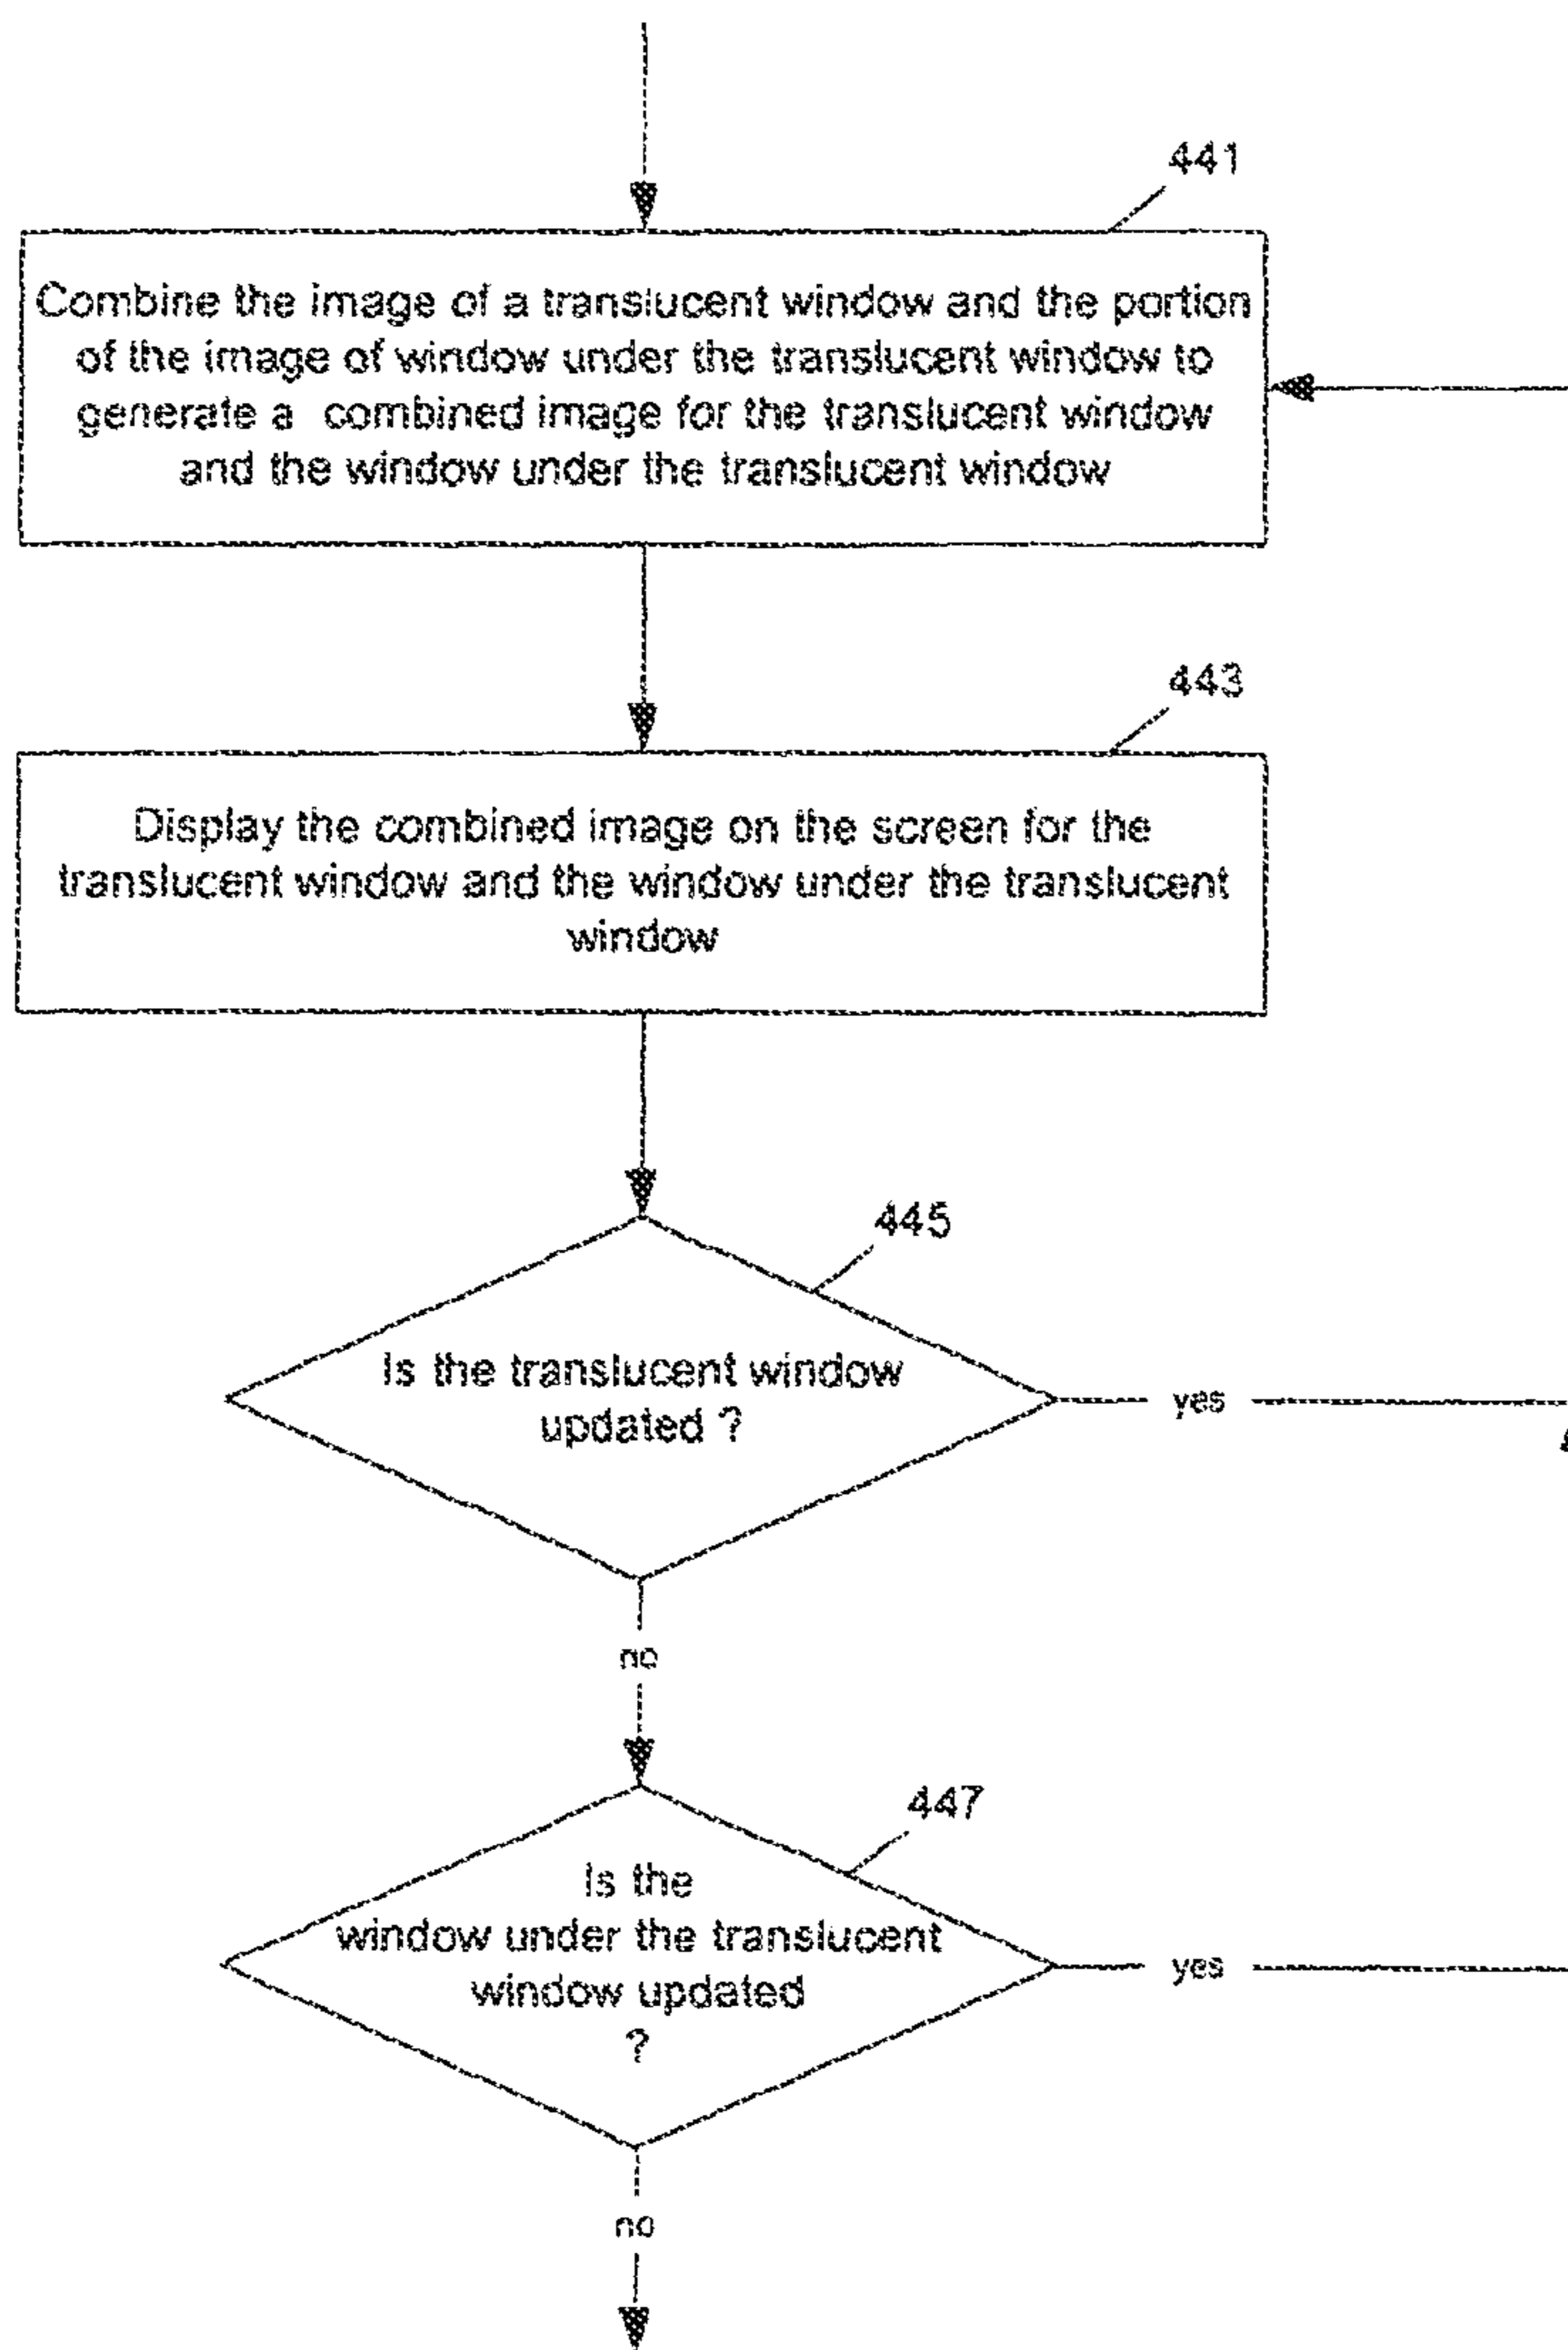 441
Combine the image of a translucent window and the portion
of the image of window under the translucent window to
generate a combined image for the translucent window
and the window under the translucent window
443
Display the combined image on the screen for the
translucent window and the window under the translucent
window
445
Is the translucent window
updated ?
yes
no
447
Is the
window under the translucent
window updated
?
yes
no